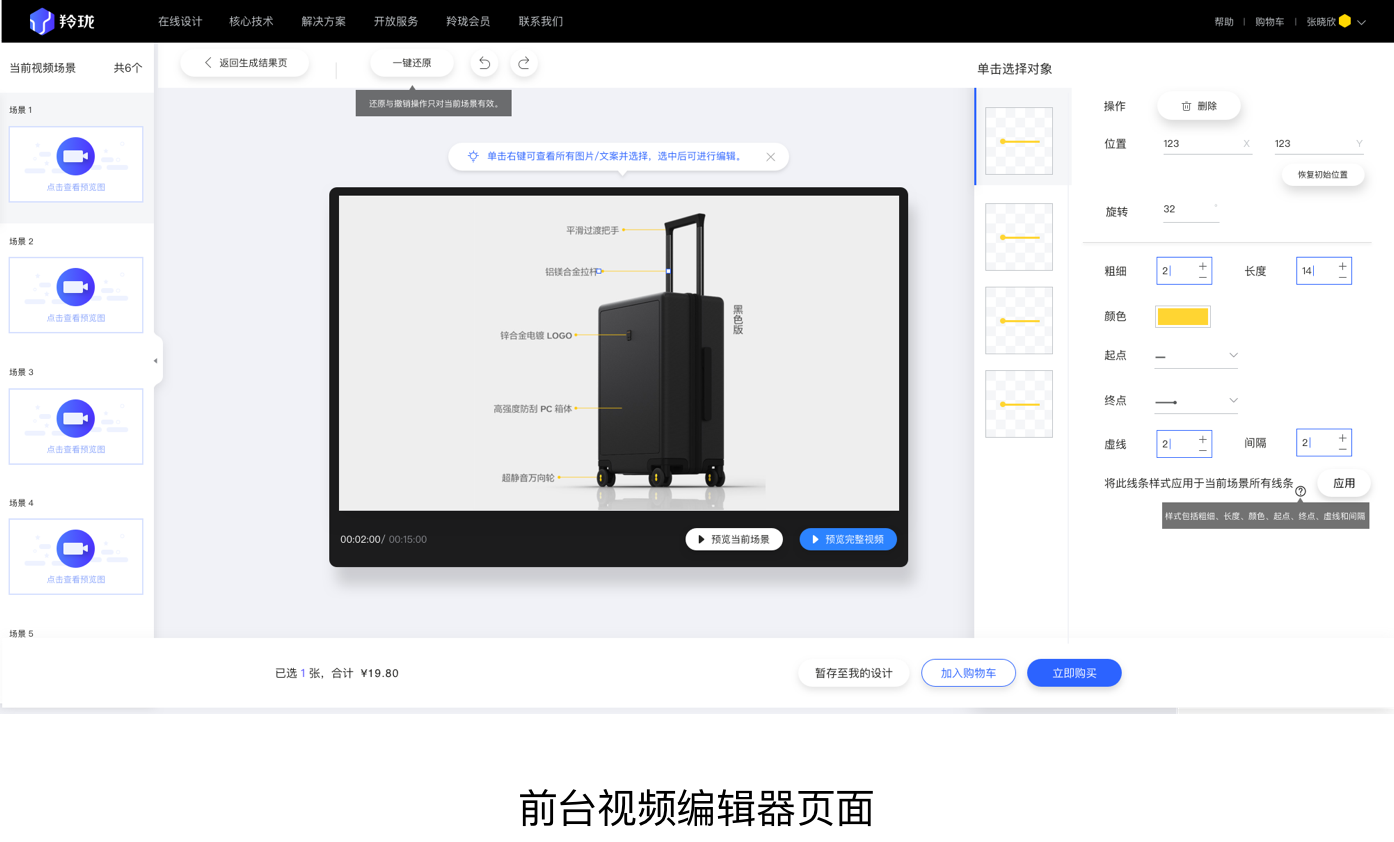 羚珑
在线设计 核心技术 解决方案 开放服务 羚珑会员 联系我们
帮助 | 购物车 | 张晓欣
当前视频场景 共6个
返回生成结果页
一键还原
还原与撤销操作只对当前场景有效。
场景 1
点击查看预览图
场景 2
点击查看预览图
场景 3
点击查看预览图
场景 4
点击查看预览图
场景 5
单击右键可查看所有图片/文案并选择，选中后可进行编辑。
平滑过渡把手
铝镁合金拉杆
锌合金电镀 LOGO
高强度防刮 PC 箱体
超静音万向轮
黑色版
00:02:00/ 00:15:00
预览当前场景
预览完整视频
单击选择对象
操作 删除
位置 123 X 123 Y
恢复初始位置
旋转 32 °
粗细 2 + − 长度 14 + −
颜色
起点
终点
虚线 2 + − 间隔 2 + −
将此线条样式应用于当前场景所有线条 ? 应用
样式包括粗细、长度、颜色、起点、终点、虚线和间隔
已选 1 张，合计 ¥19.80
暂存至我的设计
加入购物车
立即购买
前台视频编辑器页面